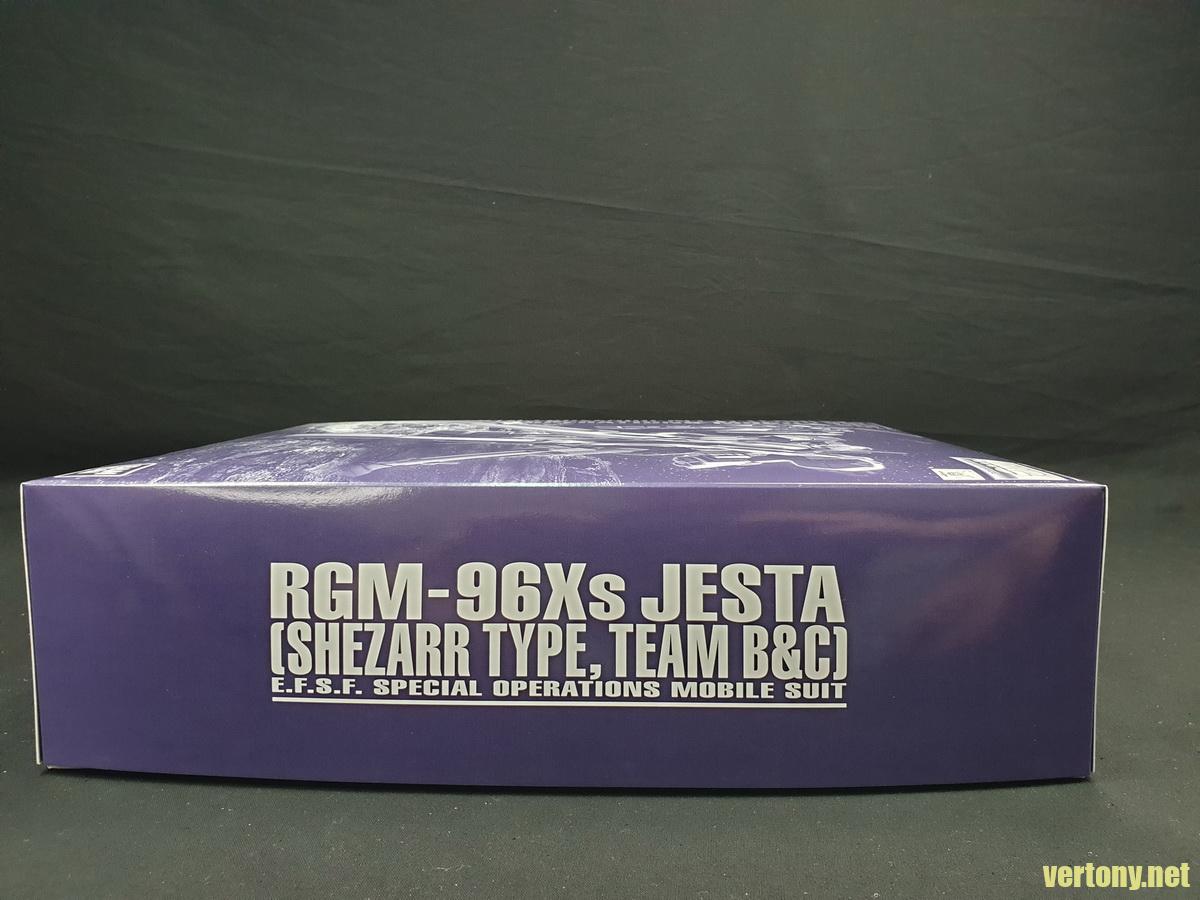 RGM-96Xs JESTA
(SHEZARR TYPE, TEAM B&C)
E.F.S.F. SPECIAL OPERATIONS MOBILE SUIT
vertony.net